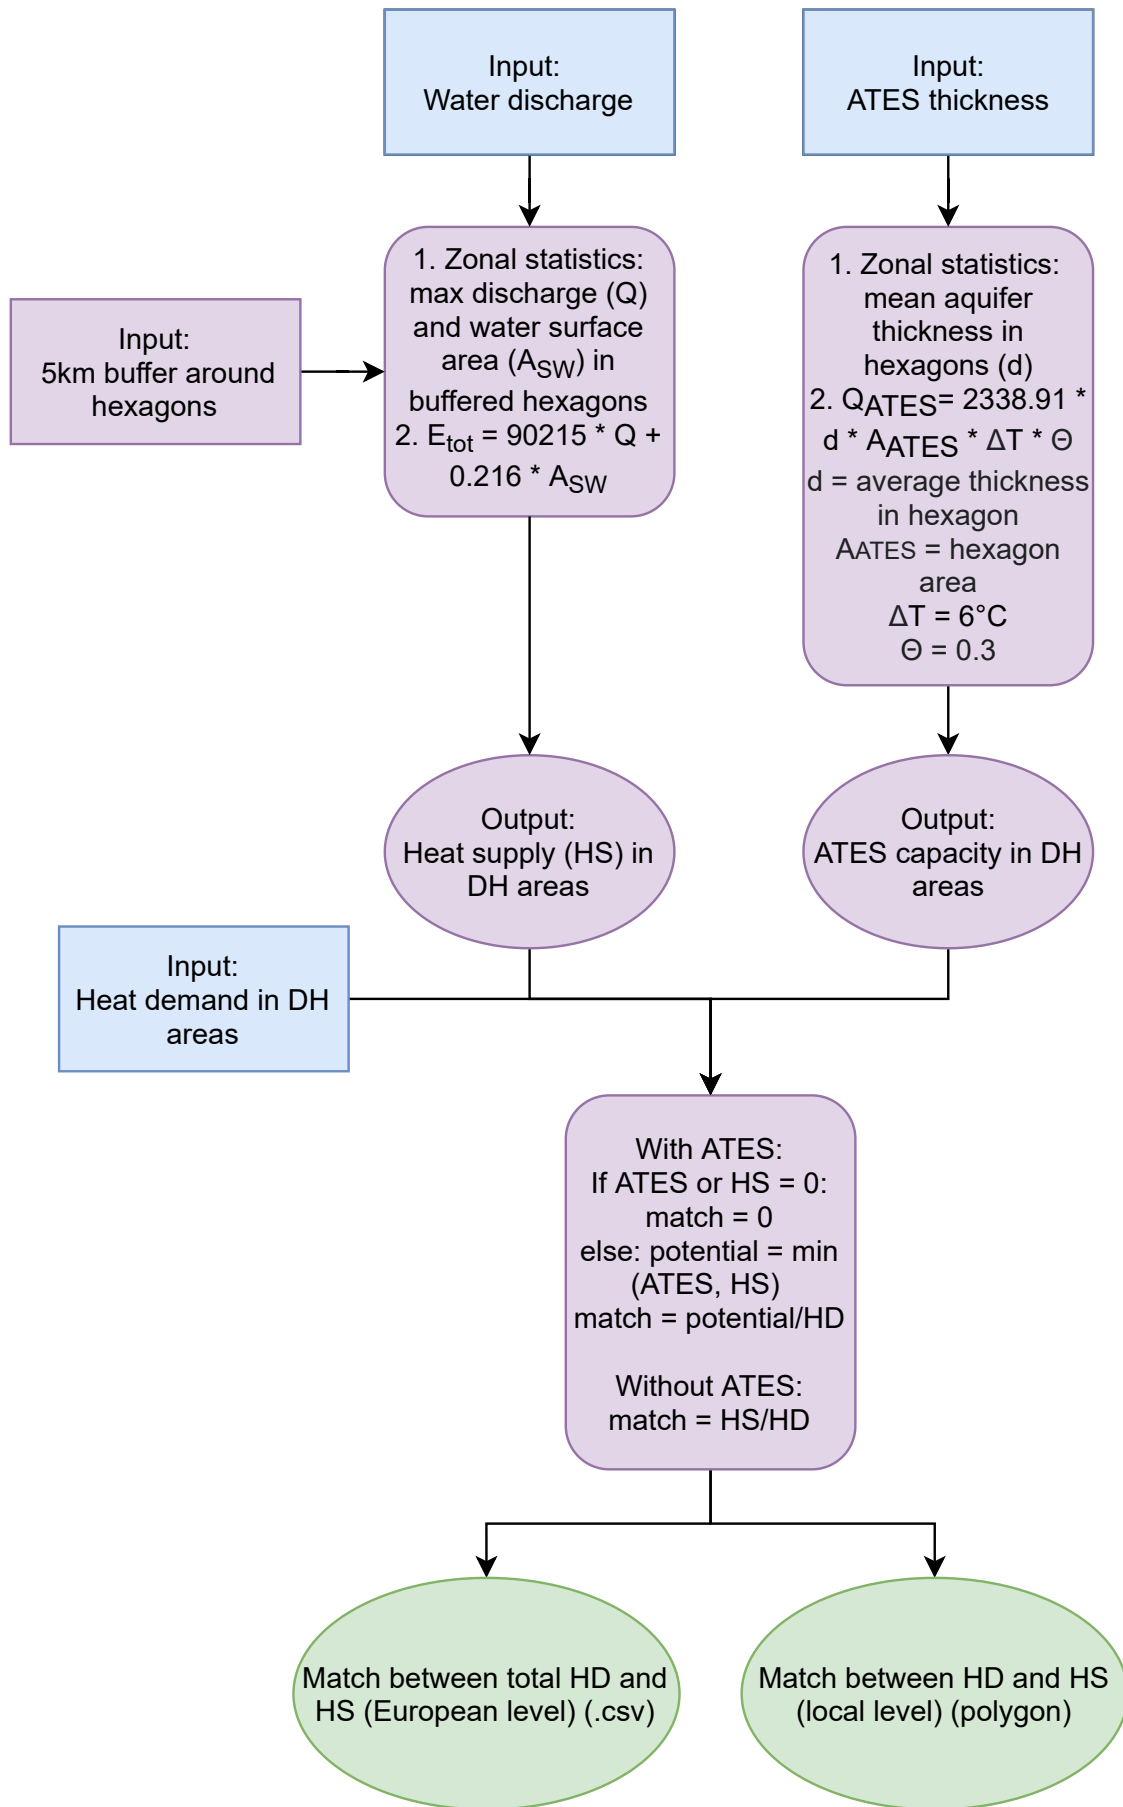 Input:
Water discharge
Input:
ATES thickness
Input:
5km buffer around
hexagons
1. Zonal statistics:
max discharge (Q)
and water surface
area (A_SW) in
buffered hexagons
2. E_tot = 90215 * Q +
0.216 * A_SW
1. Zonal statistics:
mean aquifer
thickness in
hexagons (d)
2. Q_ATES= 2338.91 *
d * A_ATES * ΔT * Θ
d = average thickness
in hexagon
AATES = hexagon
area
ΔT = 6°C
Θ = 0.3
Output:
Heat supply (HS) in
DH areas
Output:
ATES capacity in DH
areas
Input:
Heat demand in DH
areas
With ATES:
If ATES or HS = 0:
match = 0
else: potential = min
(ATES, HS)
match = potential/HD
Without ATES:
match = HS/HD
Match between total HD and
HS (European level) (.csv)
Match between HD and HS
(local level) (polygon)